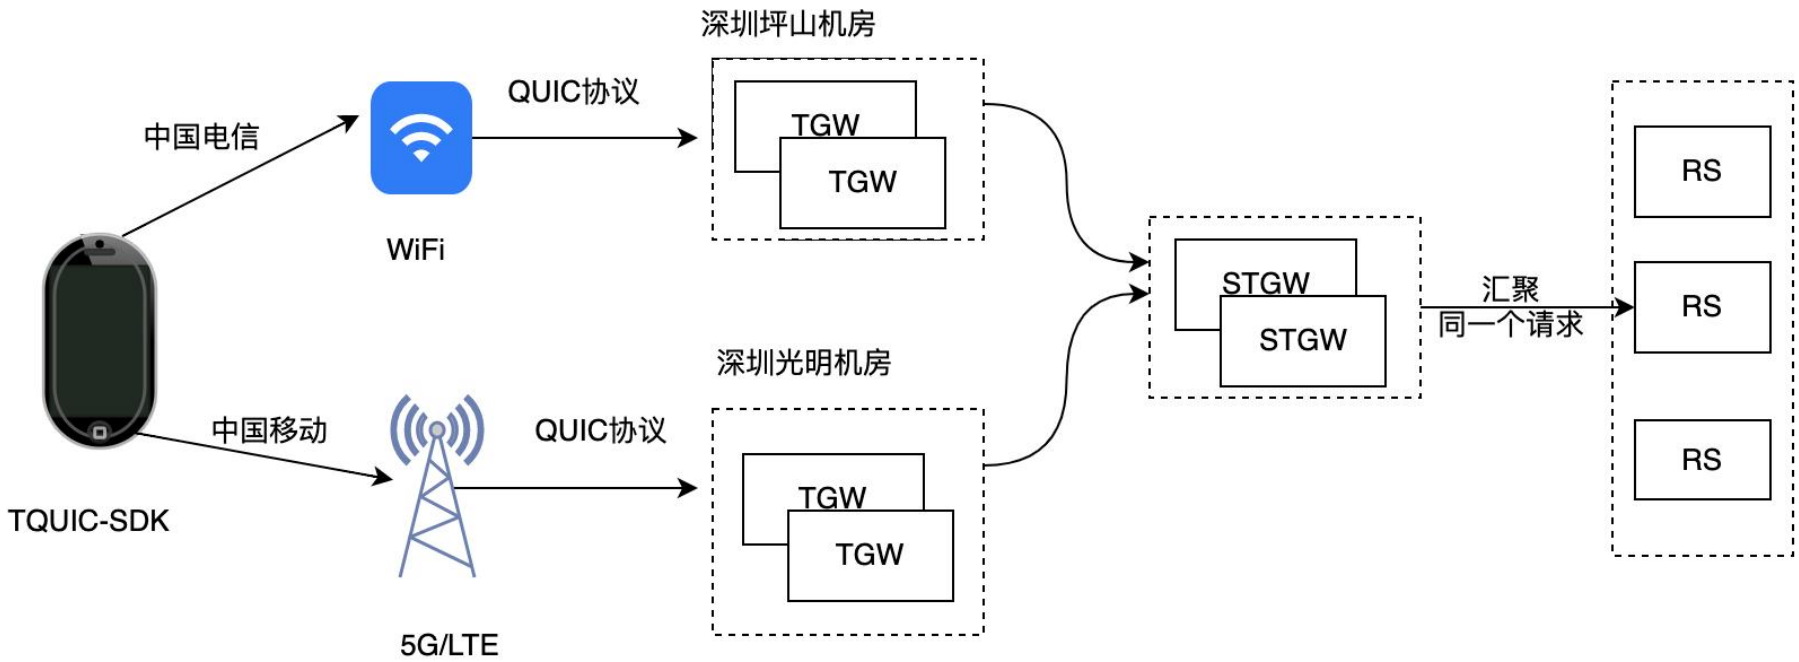 深圳坪山机房
QUIC协议
中国电信
TGW
TGW
WiFi
RS
STGW
STGW
汇聚
同一个请求
RS
深圳光明机房
中国移动
QUIC协议
TGW
TGW
RS
TQUIC-SDK
5G/LTE